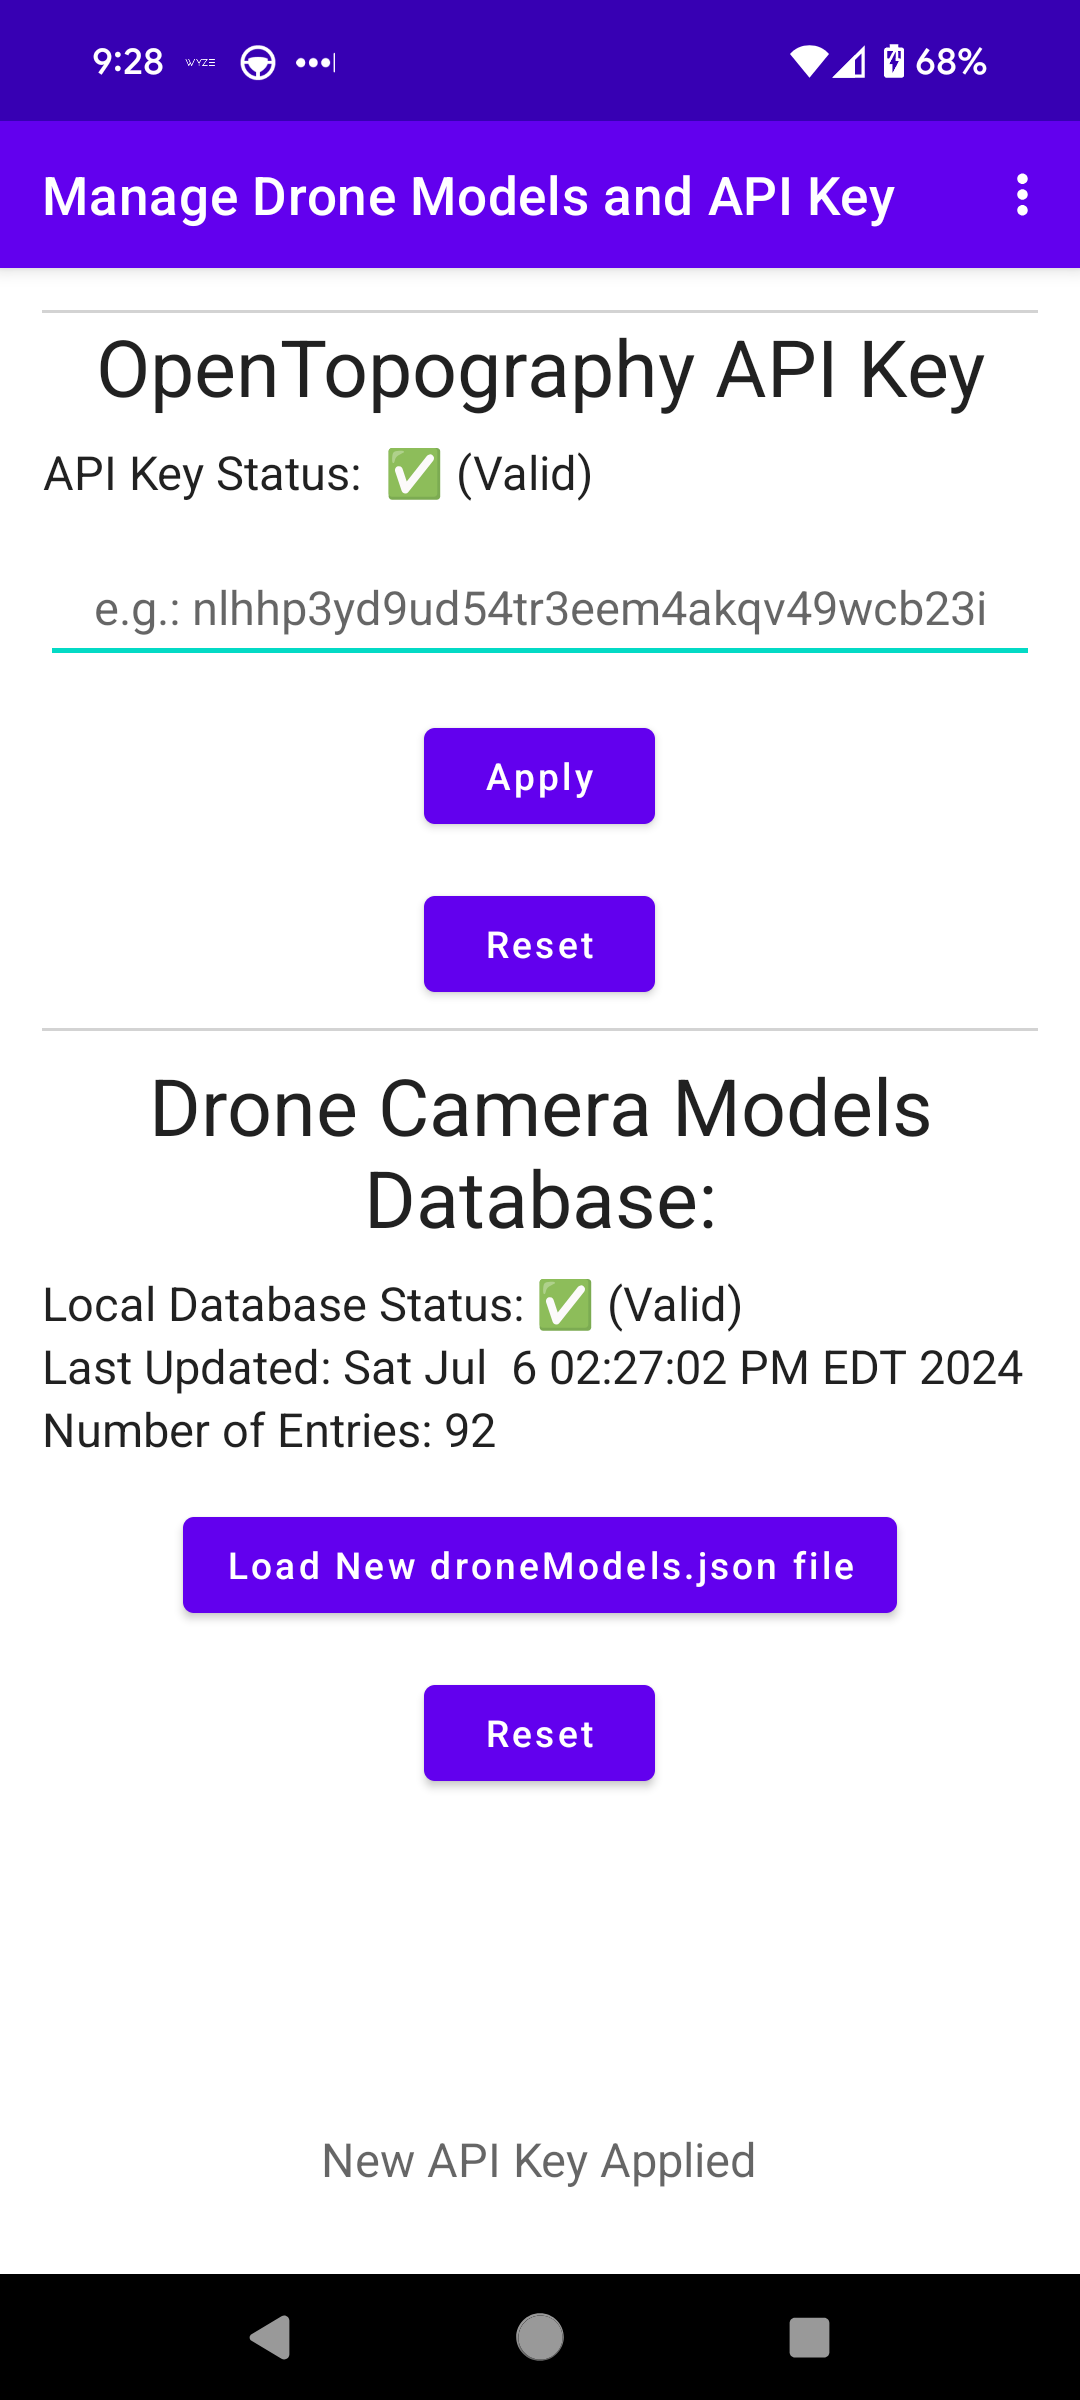 9:28 WYZE 68%
Manage Drone Models and API Key
OpenTopography API Key
API Key Status: ✅ (Valid)
e.g.: nlhhp3yd9ud54tr3eem4akqv49wcb23i
Apply
Reset
Drone Camera Models
Database:
Local Database Status: ✅ (Valid)
Last Updated: Sat Jul  6 02:27:02 PM EDT 2024
Number of Entries: 92
Load New droneModels.json file
Reset
New API Key Applied